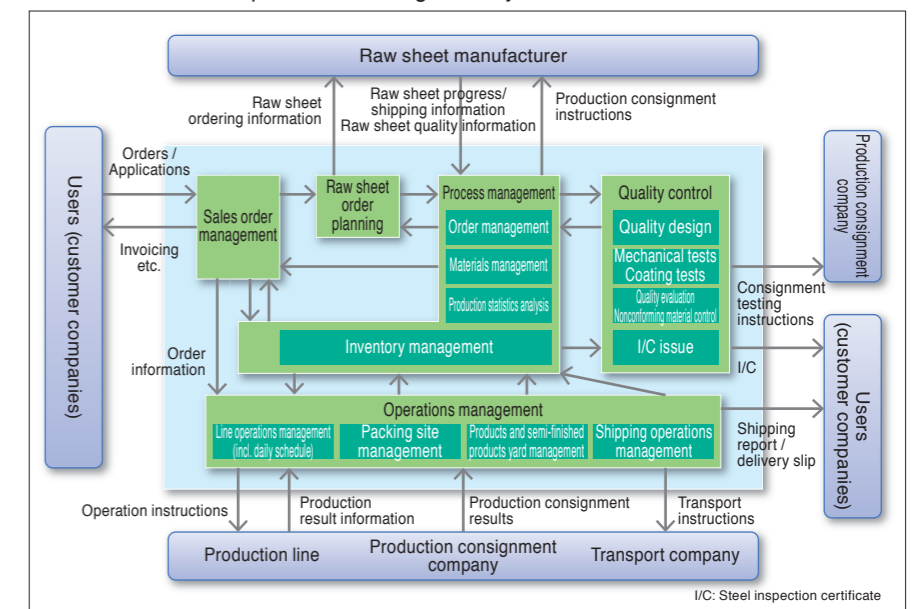 Raw sheet manufacturer
Raw sheet
ordering information
Raw sheet progress/
shipping information
Raw sheet quality information
Production consignment
instructions
Users (customer companies)
Orders /
Applications
Invoicing
etc.
Sales order
management
Raw sheet
order
planning
Process management
Order management
Materials management
Production statistics analysis
Inventory management
Quality control
Quality design
Mechanical tests
Coating tests
Quality evaluation
Nonconforming material control
I/C issue
Production consignment
company
Consignment
testing
instructions
I/C
Users
(customer companies)
Order
information
Operations management
Line operations management
(incl. daily schedule)
Packing site
management
Products and semi-finished
products yard management
Shipping operations
management
Shipping
report /
delivery slip
Operation instructions
Production
result information
Production consignment
results
Transport
instructions
Production line
Production consignment
company
Transport company
I/C: Steel inspection certificate